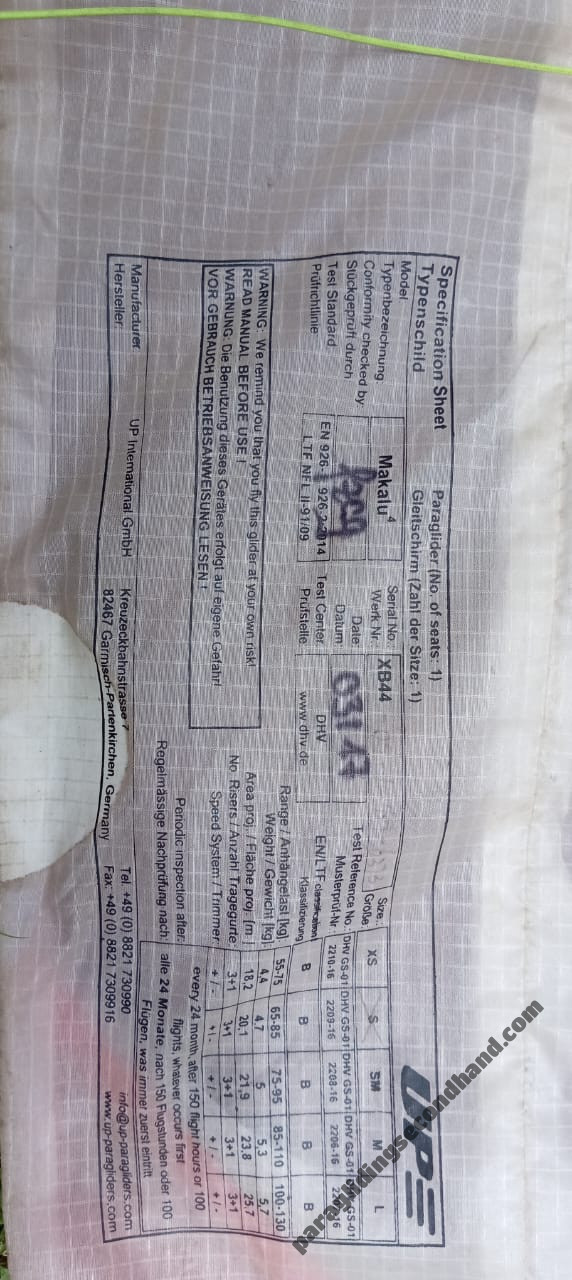 Specification Sheet
Typenschild
Paraglider (No. of seats: 1)
Gleitschirm (Zahl der Sitze: 1)
UP
Model:
Typenbezeichnung
Makalu⁴
Serial No.:
Werk Nr.:
XB44
Size:
Größe
XS S SM M L
Conformity checked by
Stückgeprüft durch
Date:
Datum:
03/17
Test Reference No.:
Musterprüf-Nr.:
DHV GS-01 DHV GS-01 DHV GS-01 DHV GS-01 GS-01
2210-16 2209-16 2208-16 2206-16
Test Standard
Prüfrichtlinie
EN 926-1 926-2:2014
LTF NFL II-91/09
Test Center
Prüfstelle
DHV
www.dhv.de
EN/LTF classification
Klassifizierung
B B B B B
WARNING: We remind you that you fly this glider at your own risk!
READ MANUAL BEFORE USE !
WARNUNG: Die Benutzung dieses Gerätes erfolgt auf eigene Gefahr!
VOR GEBRAUCH BETRIEBSANWEISUNG LESEN !
Range / Anhängelast [kg] 55-75 65-85 75-95 85-110 100-130
Weight / Gewicht [kg] 4,4 4,7 5 5,3 5,7
Area proj. / Fläche proj. [m²] 18,2 20,1 21,9 23,8 25,7
No. Risers / Anzahl Tragegurte: 3+1 3+1 3+1 3+1 3+1
Speed System / Trimmer: + / - + / - + / - + / - + / -
Periodic inspection after:
every 24 month, after 150 flight hours or 100
flights, whatever occurs first
Regelmässige Nachprüfung nach:
alle 24 Monate, nach 150 Flugstunden oder 100
Flügen, was immer zuerst eintritt
Manufacturer
Hersteller:
UP International GmbH
Kreuzeckbahnstrasse 7
82467 Garmisch-Partenkirchen, Germany
Tel. +49 (0) 8821 730990
Fax: +49 (0) 8821 7309916
info@up-paragliders.com
www.up-paragliders.com
paraglidingsecondhand.com